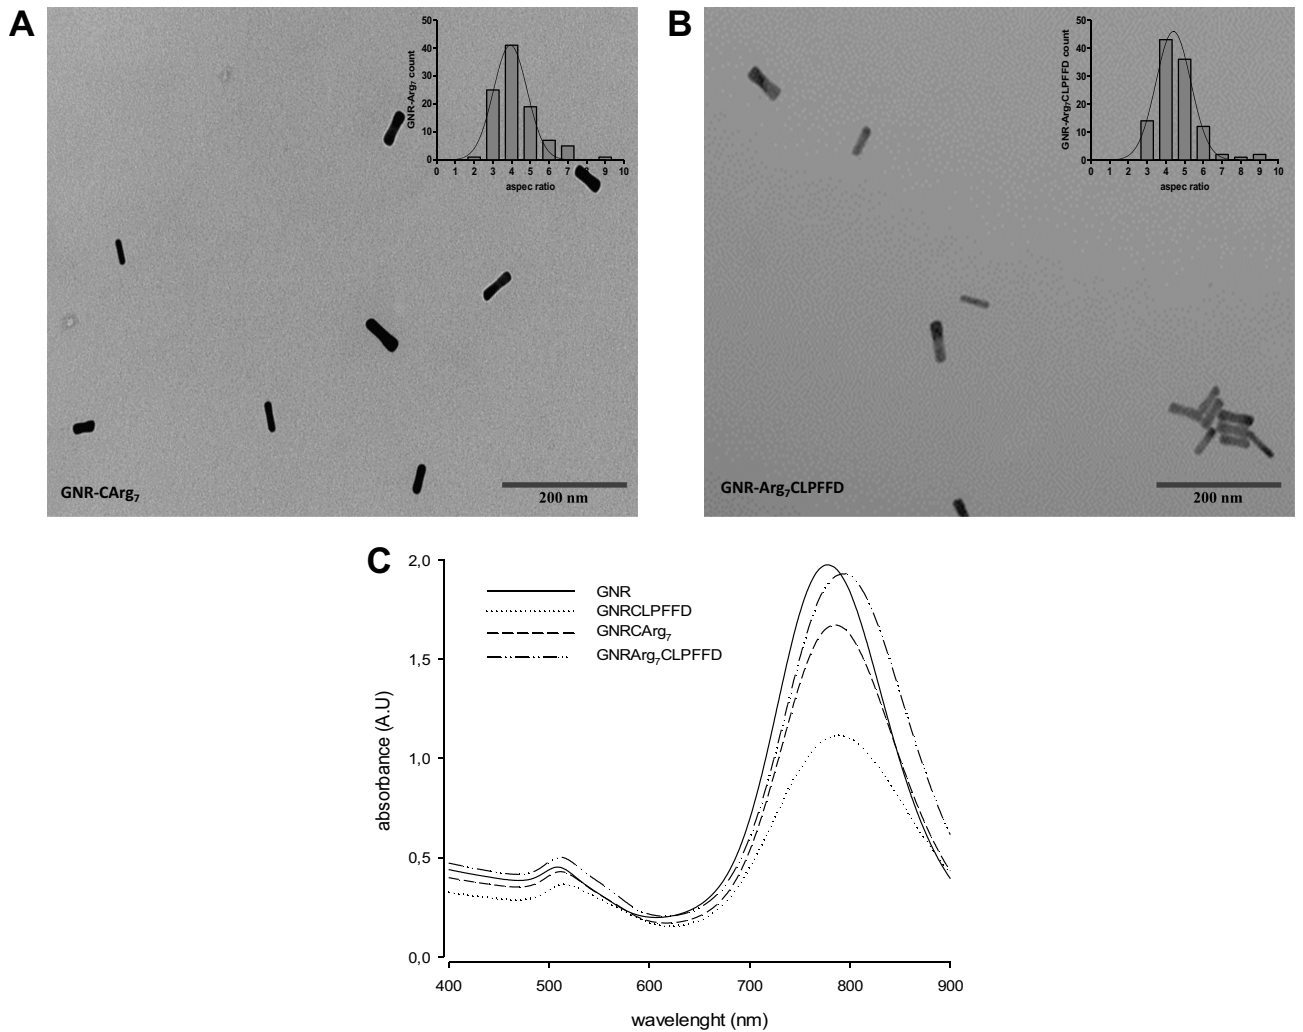 A
50
40
30
20
10
0
GNR-Arg7 count
0 1 2 3 4 5 6 7 8 9 10
aspec ratio
GNR-CArg7
200 nm
B
50
40
30
20
10
0
GNR-Arg7CLPFFD count
0 1 2 3 4 5 6 7 8 9 10
aspec ratio
GNR-Arg7CLPFFD
200 nm
C
2,0
1,5
1,0
0,5
0,0
absorbance (A.U)
GNR
GNRCLPFFD
GNRCArg7
GNRArg7CLPFFD
400 500 600 700 800 900
wavelenght (nm)